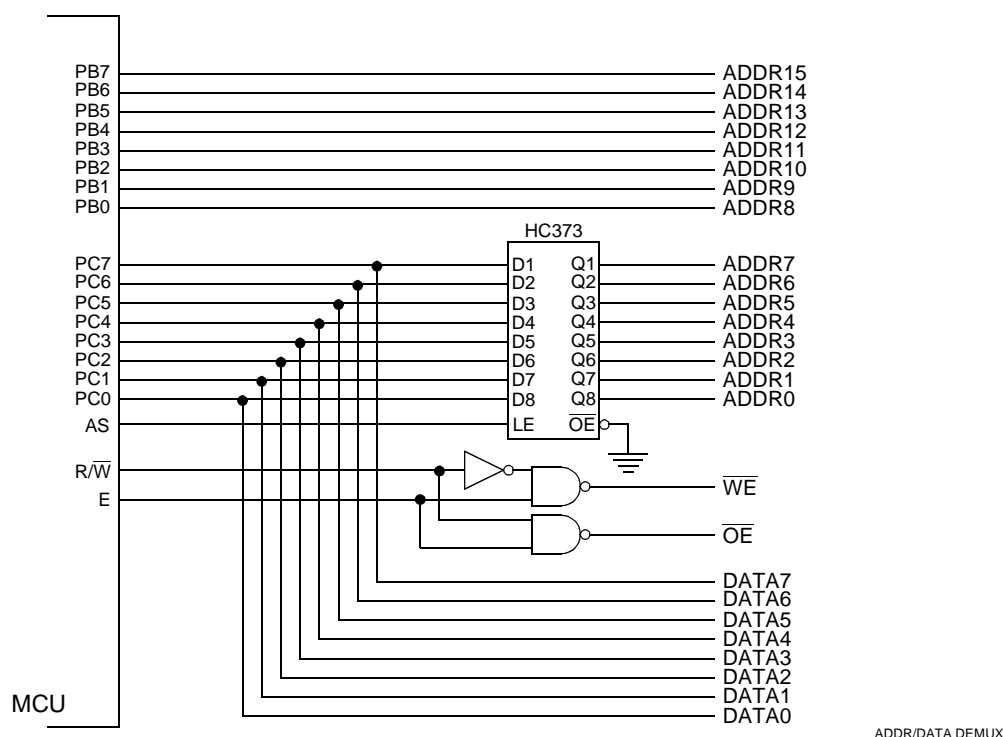 PB7 ADDR15
PB6 ADDR14
PB5 ADDR13
PB4 ADDR12
PB3 ADDR11
PB2 ADDR10
PB1 ADDR9
PB0 ADDR8
HC373
PC7 D1 Q1 ADDR7
PC6 D2 Q2 ADDR6
PC5 D3 Q3 ADDR5
PC4 D4 Q4 ADDR4
PC3 D5 Q5 ADDR3
PC2 D6 Q6 ADDR2
PC1 D7 Q7 ADDR1
PC0 D8 Q8 ADDR0
AS LE O̅E̅
R/W̅
W̅E̅
E
O̅E̅
DATA7
DATA6
DATA5
DATA4
DATA3
DATA2
DATA1
DATA0
MCU
ADDR/DATA DEMUX